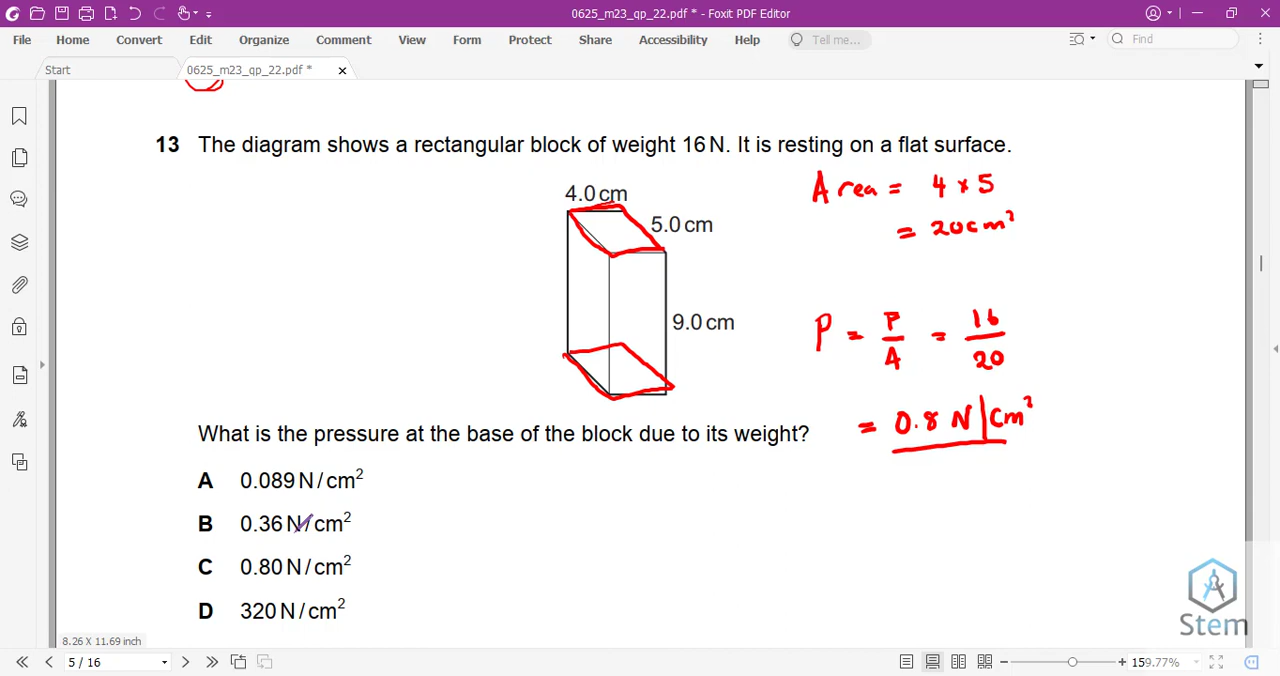 0625_m23_qp_22.pdf * - Foxit PDF Editor
File Home Convert Edit Organize Comment View Form Protect Share Accessibility Help Tell me... Find
Start 0625_m23_qp_22.pdf *
13 The diagram shows a rectangular block of weight 16 N. It is resting on a flat surface.
4.0 cm
5.0 cm
9.0 cm
Area = 4 × 5
= 20cm²
P = F/A = 16/20
= 0.8 N/cm²
What is the pressure at the base of the block due to its weight?
A 0.089 N / cm²
B 0.36 N / cm²
C 0.80 N / cm²
D 320 N / cm²
Stem
8.26 X 11.69 inch
5 / 16
159.77%